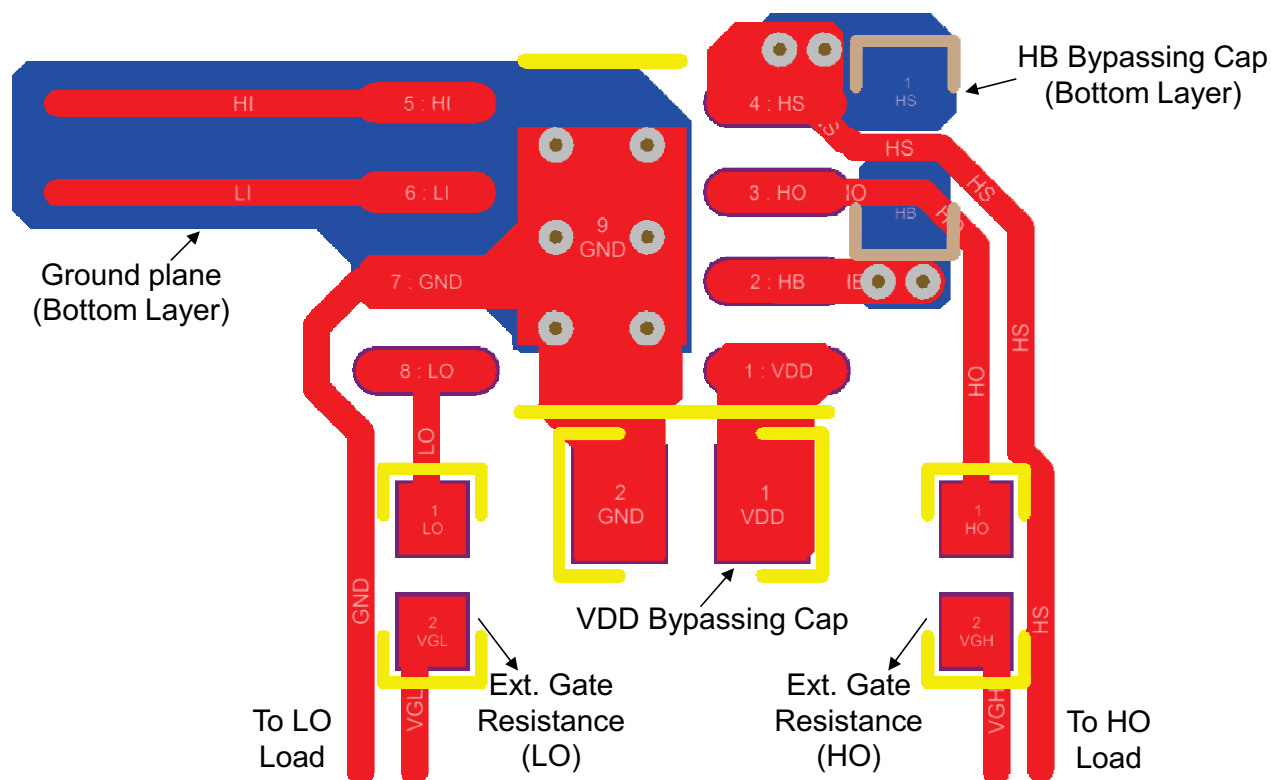 HB Bypassing Cap
(Bottom Layer)
HI
5 : HI
4 : HS
1
HS
HS
HS
HS
LI
6 : LI
3 : HO
HO
HB
HO
9
GND
Ground plane
(Bottom Layer)
7 : GND
2 : HB
HB
HS
8 : LO
1 : VDD
HO
LO
2
GND
1
VDD
1
LO
1
HO
GND
2
VGL
VDD Bypassing Cap
2
VGH
HS
VGL
Ext. Gate
Resistance
(LO)
Ext. Gate
Resistance
(HO)
VGH
To LO
Load
To HO
Load